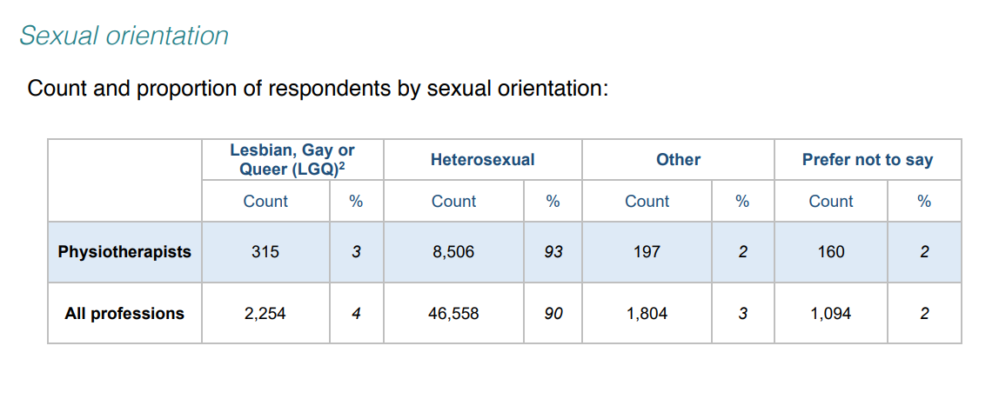 Sexual orientation
Count and proportion of respondents by sexual orientation:
Lesbian, Gay or
Queer (LGQ)²
Heterosexual
Other
Prefer not to say
Count % Count % Count % Count %
Physiotherapists 315 3 8,506 93 197 2 160 2
All professions 2,254 4 46,558 90 1,804 3 1,094 2